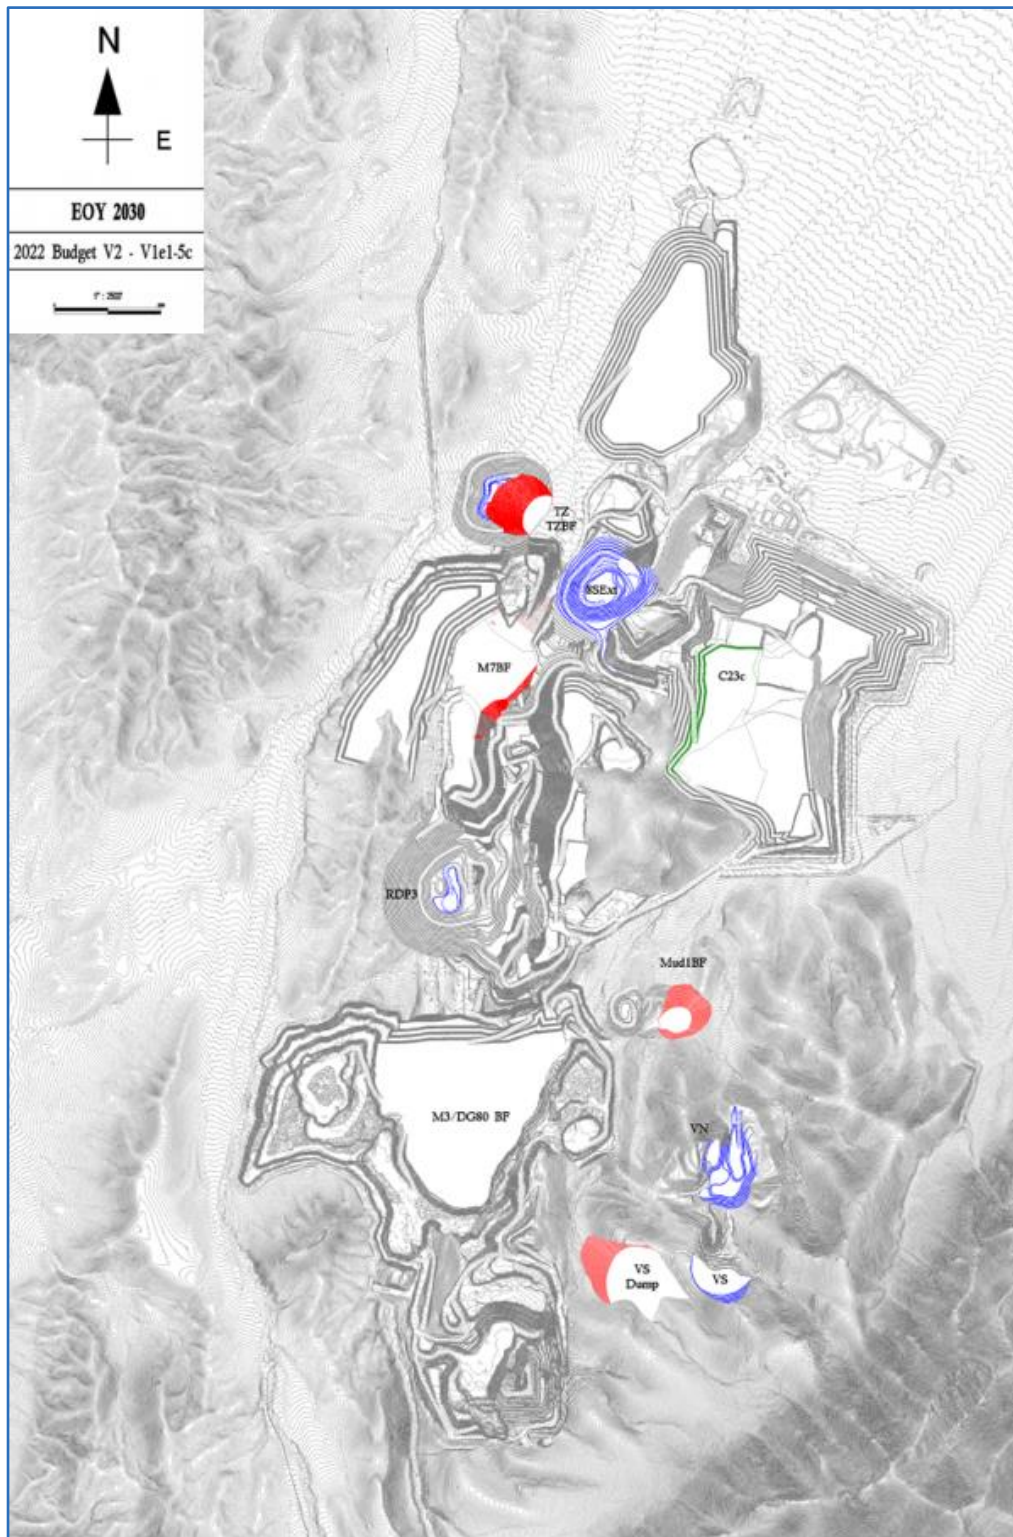 N
E
EOY 2030
2022 Budget V2 - V1e1-5c
TZ
TZBF
SSExt
M7BF
C23c
RDP3
Mud1BF
M3/DG80 BF
VN
VS
Dump
VS